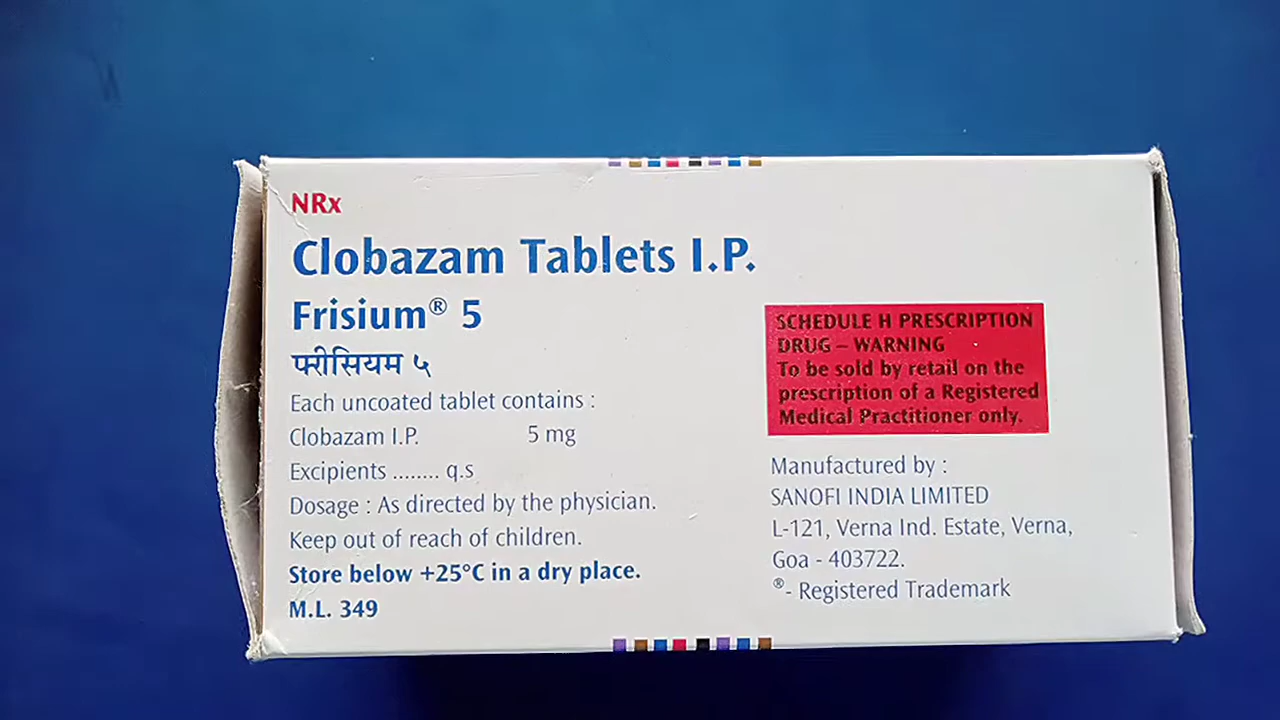 NRx
Clobazam Tablets I.P.
Frisium® 5
फ्रीसियम ५
Each uncoated tablet contains :
Clobazam I.P. 5 mg
Excipients ........ q.s
Dosage : As directed by the physician.
Keep out of reach of children.
Store below +25°C in a dry place.
M.L. 349
SCHEDULE H PRESCRIPTION
DRUG – WARNING
To be sold by retail on the
prescription of a Registered
Medical Practitioner only.
Manufactured by :
SANOFI INDIA LIMITED
L-121, Verna Ind. Estate, Verna,
Goa - 403722.
®- Registered Trademark